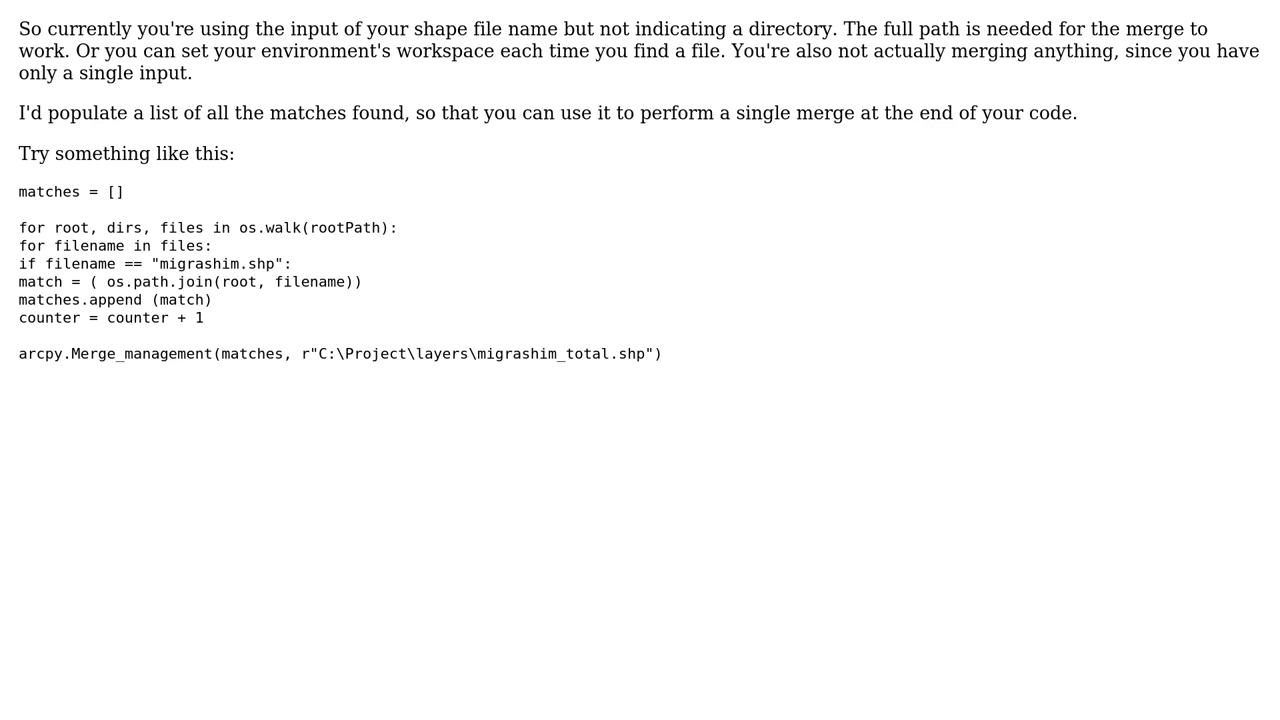 So currently you're using the input of your shape file name but not indicating a directory. The full path is needed for the merge to
work. Or you can set your environment's workspace each time you find a file. You're also not actually merging anything, since you have
only a single input.
I'd populate a list of all the matches found, so that you can use it to perform a single merge at the end of your code.
Try something like this:
matches = []
for root, dirs, files in os.walk(rootPath):
for filename in files:
if filename == "migrashim.shp":
match = ( os.path.join(root, filename))
matches.append (match)
counter = counter + 1
arcpy.Merge_management(matches, r"C:\Project\layers\migrashim_total.shp")